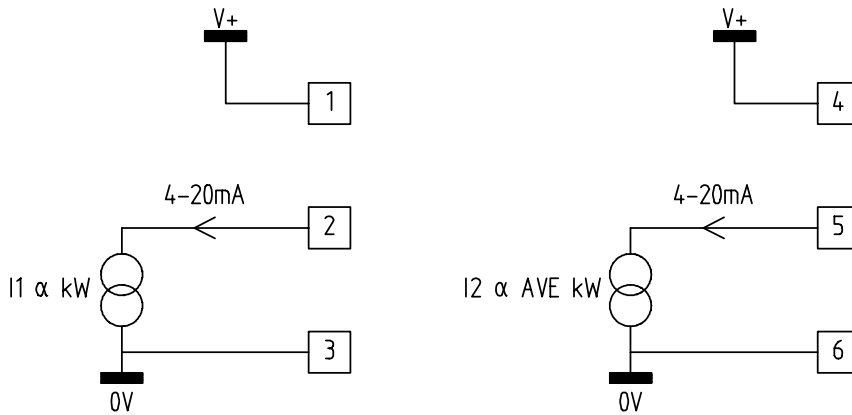 V+
V+
1
4
4-20mA
4-20mA
2
5
I1 α kW
I2 α AVE kW
3
6
0V
0V